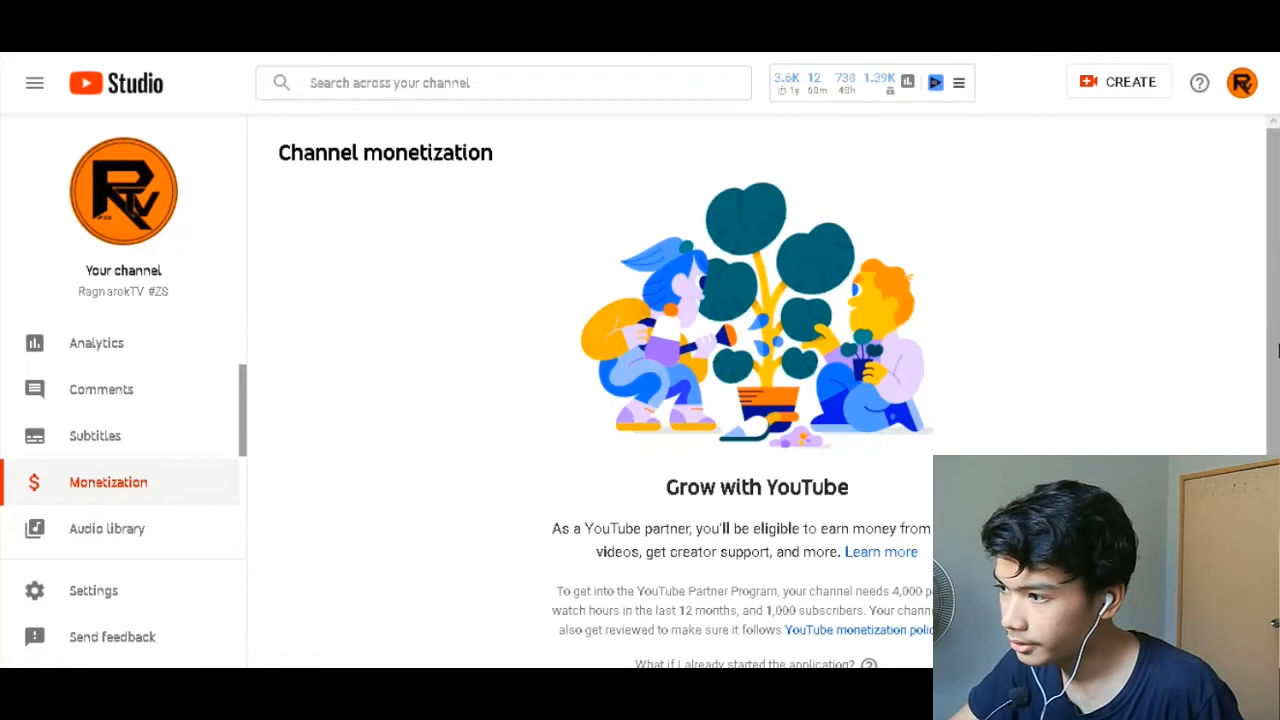 Studio
Search across your channel
3.6K 12 738 1.39K
1y 60m 48h
CREATE
Your channel
RagnarokTV #ZS
Analytics
Comments
Subtitles
Monetization
Audio library
Settings
Send feedback
Channel monetization
Grow with YouTube
As a YouTube partner, you'll be eligible to earn money from
videos, get creator support, and more. Learn more
To get into the YouTube Partner Program, your channel needs 4,000 p
watch hours in the last 12 months, and 1,000 subscribers. Your chann
also get reviewed to make sure it follows YouTube monetization polic
What if I already started the application?